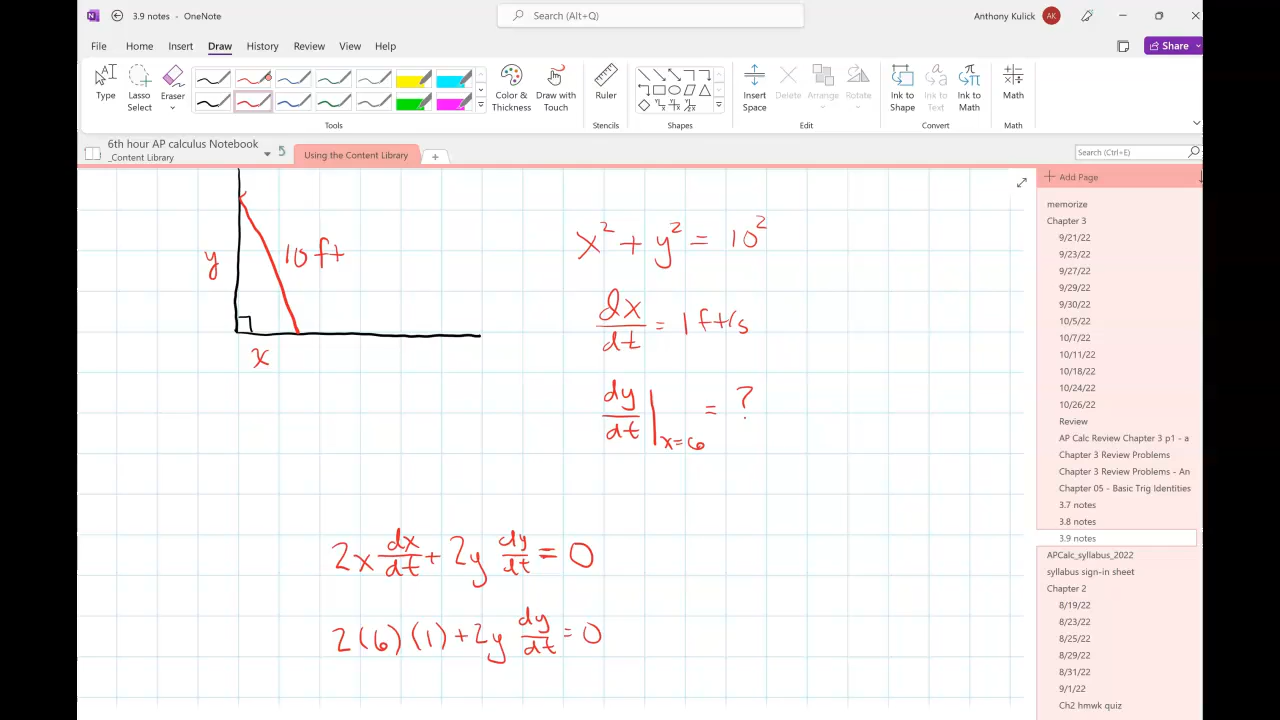 3.9 notes - OneNote
Search (Alt+Q)
Anthony Kulick
AK
File Home Insert Draw History Review View Help
Share
Type
Lasso Select
Eraser
Color & Thickness
Draw with Touch
Ruler
Insert Space
Delete
Arrange
Rotate
Ink to Shape
Ink to Text
Ink to Math
Math
Tools Stencils Shapes Edit Convert Math
6th hour AP calculus Notebook
_Content Library
Using the Content Library
+
Search (Ctrl+E)
y
10 ft
x
x² + y² = 10²
dx/dt = 1 ft/s
dy/dt | x=6 = ?
2x dx/dt + 2y dy/dt = 0
2(6)(1) + 2y dy/dt = 0
Add Page
memorize
Chapter 3
9/21/22
9/23/22
9/27/22
9/29/22
9/30/22
10/5/22
10/7/22
10/11/22
10/18/22
10/24/22
10/26/22
Review
AP Calc Review Chapter 3 p1 - a
Chapter 3 Review Problems
Chapter 3 Review Problems - An
Chapter 05 - Basic Trig Identities
3.7 notes
3.8 notes
3.9 notes
APCalc_syllabus_2022
syllabus sign-in sheet
Chapter 2
8/19/22
8/23/22
8/25/22
8/29/22
8/31/22
9/1/22
Ch2 hmwk quiz